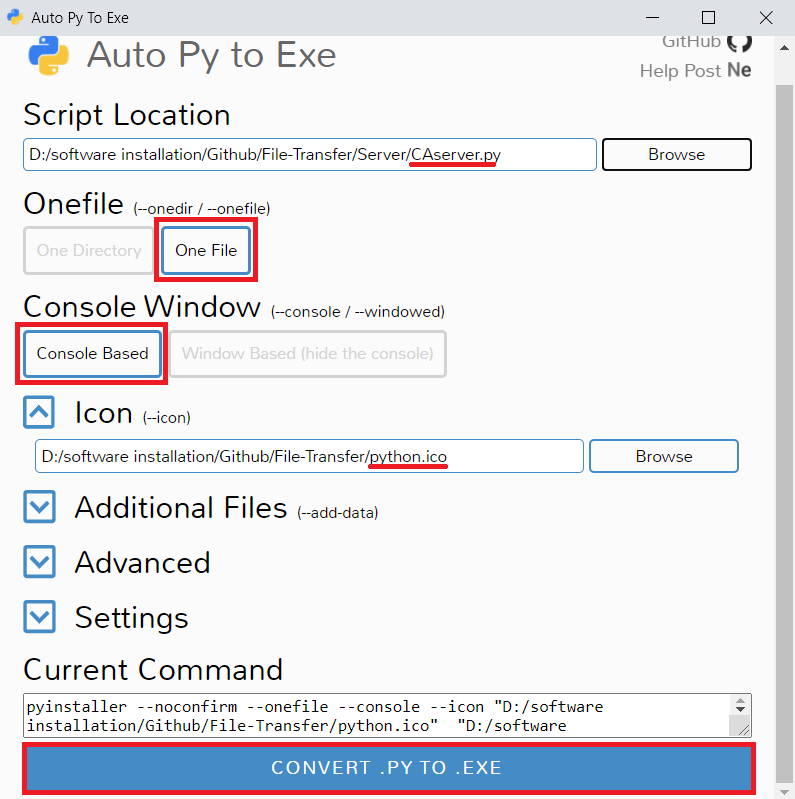 Auto Py To Exe
Auto Py to Exe
GitHub
Help Post Ne
Script Location
D:/software installation/Github/File-Transfer/Server/CAserver.py
Browse
Onefile (--onedir / --onefile)
One Directory
One File
Console Window (--console / --windowed)
Console Based
Window Based (hide the console)
Icon (--icon)
D:/software installation/Github/File-Transfer/python.ico
Browse
Additional Files (--add-data)
Advanced
Settings
Current Command
pyinstaller --noconfirm --onefile --console --icon "D:/software
installation/Github/File-Transfer/python.ico"  "D:/software
CONVERT .PY TO .EXE